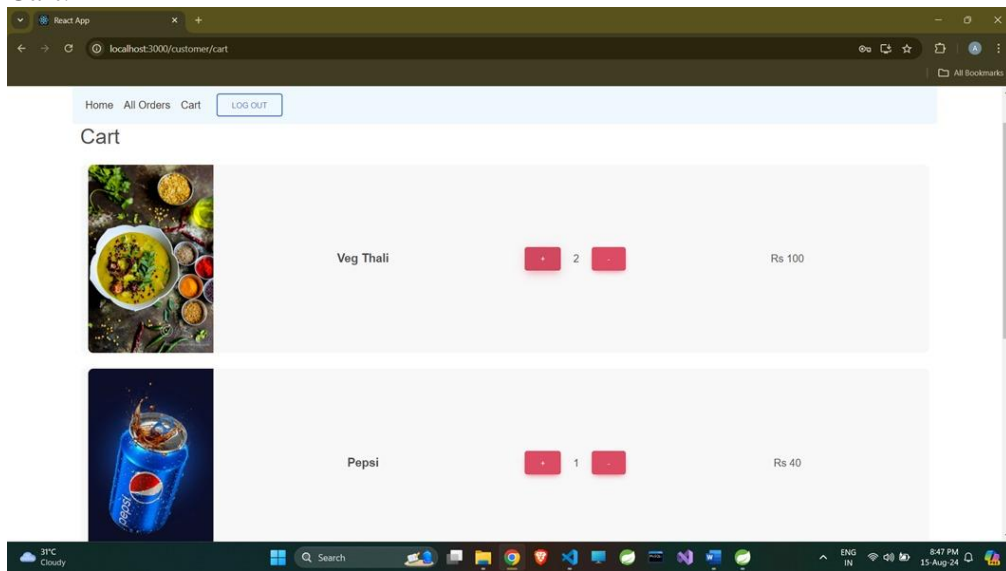 React App
localhost:3000/customer/cart
All Bookmarks
Home All Orders Cart LOG OUT
Cart
Veg Thali + 2 - Rs 100
pepsi
Pepsi + 1 - Rs 40
31°C
Cloudy
Search
ENG
IN
8:47 PM
15-Aug-24